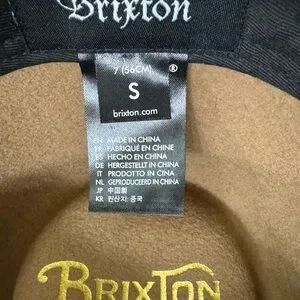 Brixton
7 (56CM)
®
S
brixton.com
EN MADE IN CHINA
FR FABRIQUÉ EN CHINE
ES HECHO EN CHINA
DE HERGESTELLT IN CHINA
IT PRODOTTO IN CINA
NL GEPRODUCEERD IN CHINA
JP 中国製
KR 원산지: 중국
BRIXTON